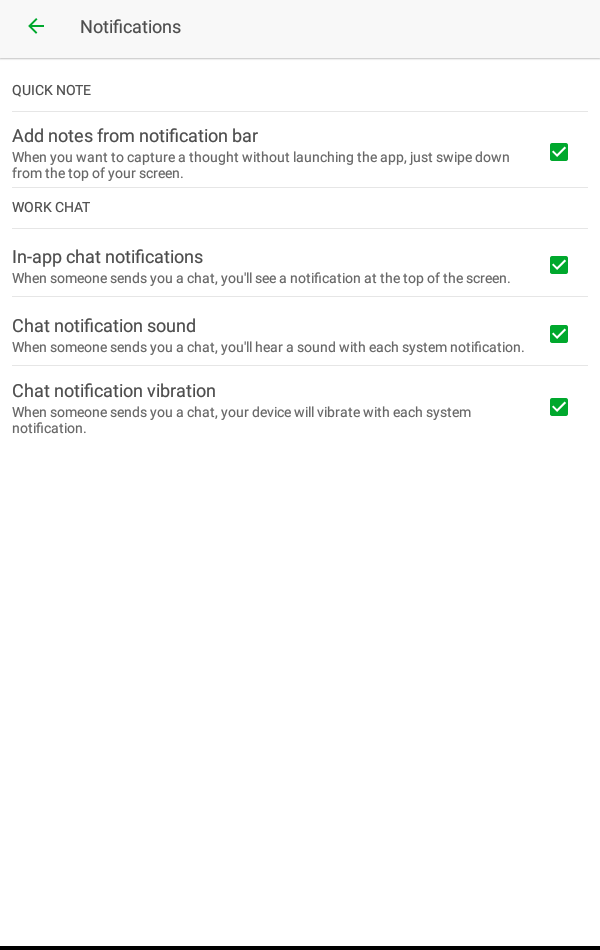 Notifications
QUICK NOTE
Add notes from notification bar
When you want to capture a thought without launching the app, just swipe down
from the top of your screen.
WORK CHAT
In-app chat notifications
When someone sends you a chat, you'll see a notification at the top of the screen.
Chat notification sound
When someone sends you a chat, you'll hear a sound with each system notification.
Chat notification vibration
When someone sends you a chat, your device will vibrate with each system
notification.